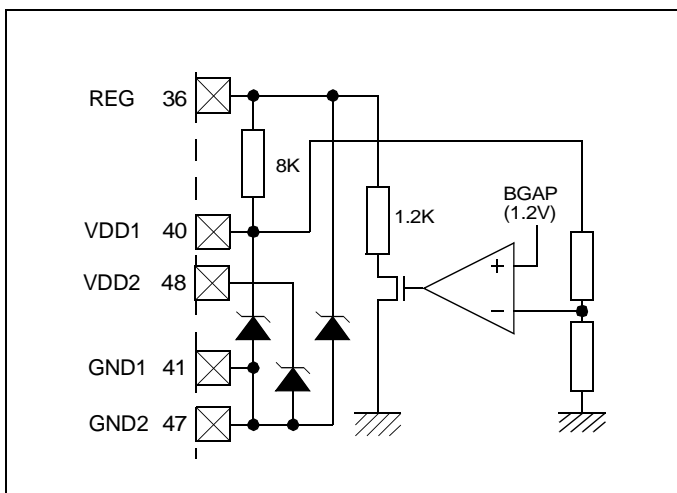 REG 36
8K
1.2K
BGAP
(1.2V)
VDD1 40
VDD2 48
+
−
GND1 41
GND2 47